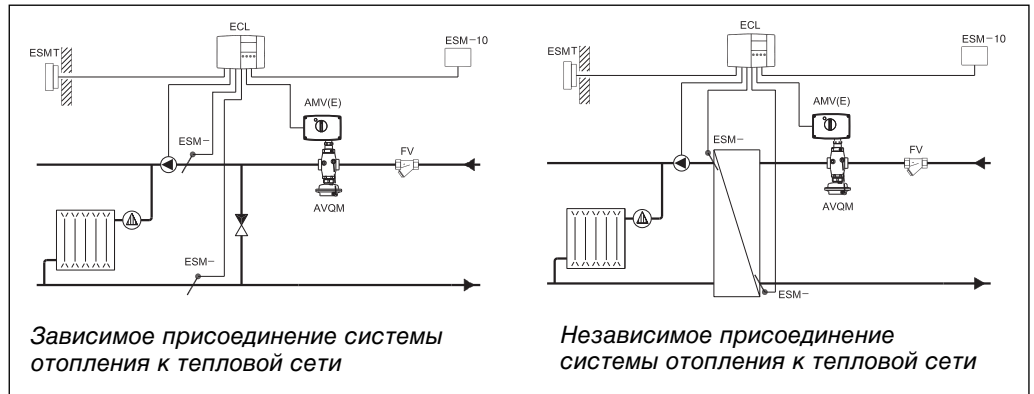 ECL
ESMT
ESM-10
AMV(E)
ESM-
FV
AVQM
ESM-
Зависимое присоединение системы
отопления к тепловой сети
ECL
ESMT
ESM-10
AMV(E)
ESM-
FV
AVQM
ESM-
Независимое присоединение
системы отопления к тепловой сети